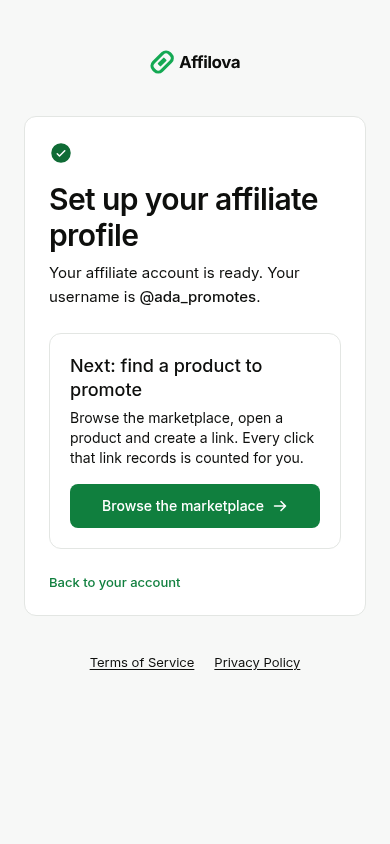 Affilova
Set up your affiliate
profile
Your affiliate account is ready. Your
username is @ada_promotes.
Next: find a product to
promote
Browse the marketplace, open a
product and create a link. Every click
that link records is counted for you.
Browse the marketplace →
Back to your account
Terms of Service Privacy Policy